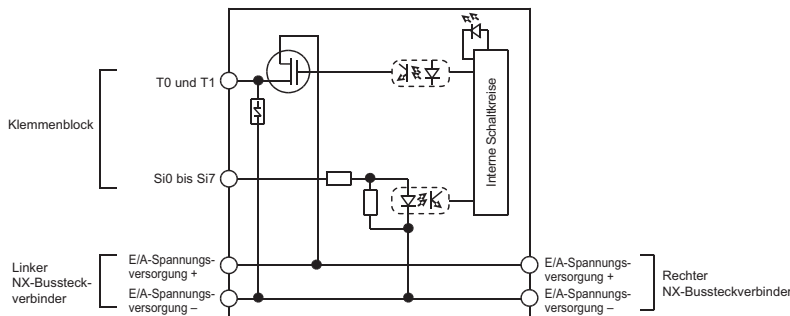 T0 und T1
Klemmenblock
Si0 bis Si7
Interne Schaltkreise
Linker
NX-Bussteck-
verbinder
E/A-Spannungs-
versorgung +
E/A-Spannungs-
versorgung –
E/A-Spannungs-
versorgung +
E/A-Spannungs-
versorgung –
Rechter
NX-Bussteckverbinder